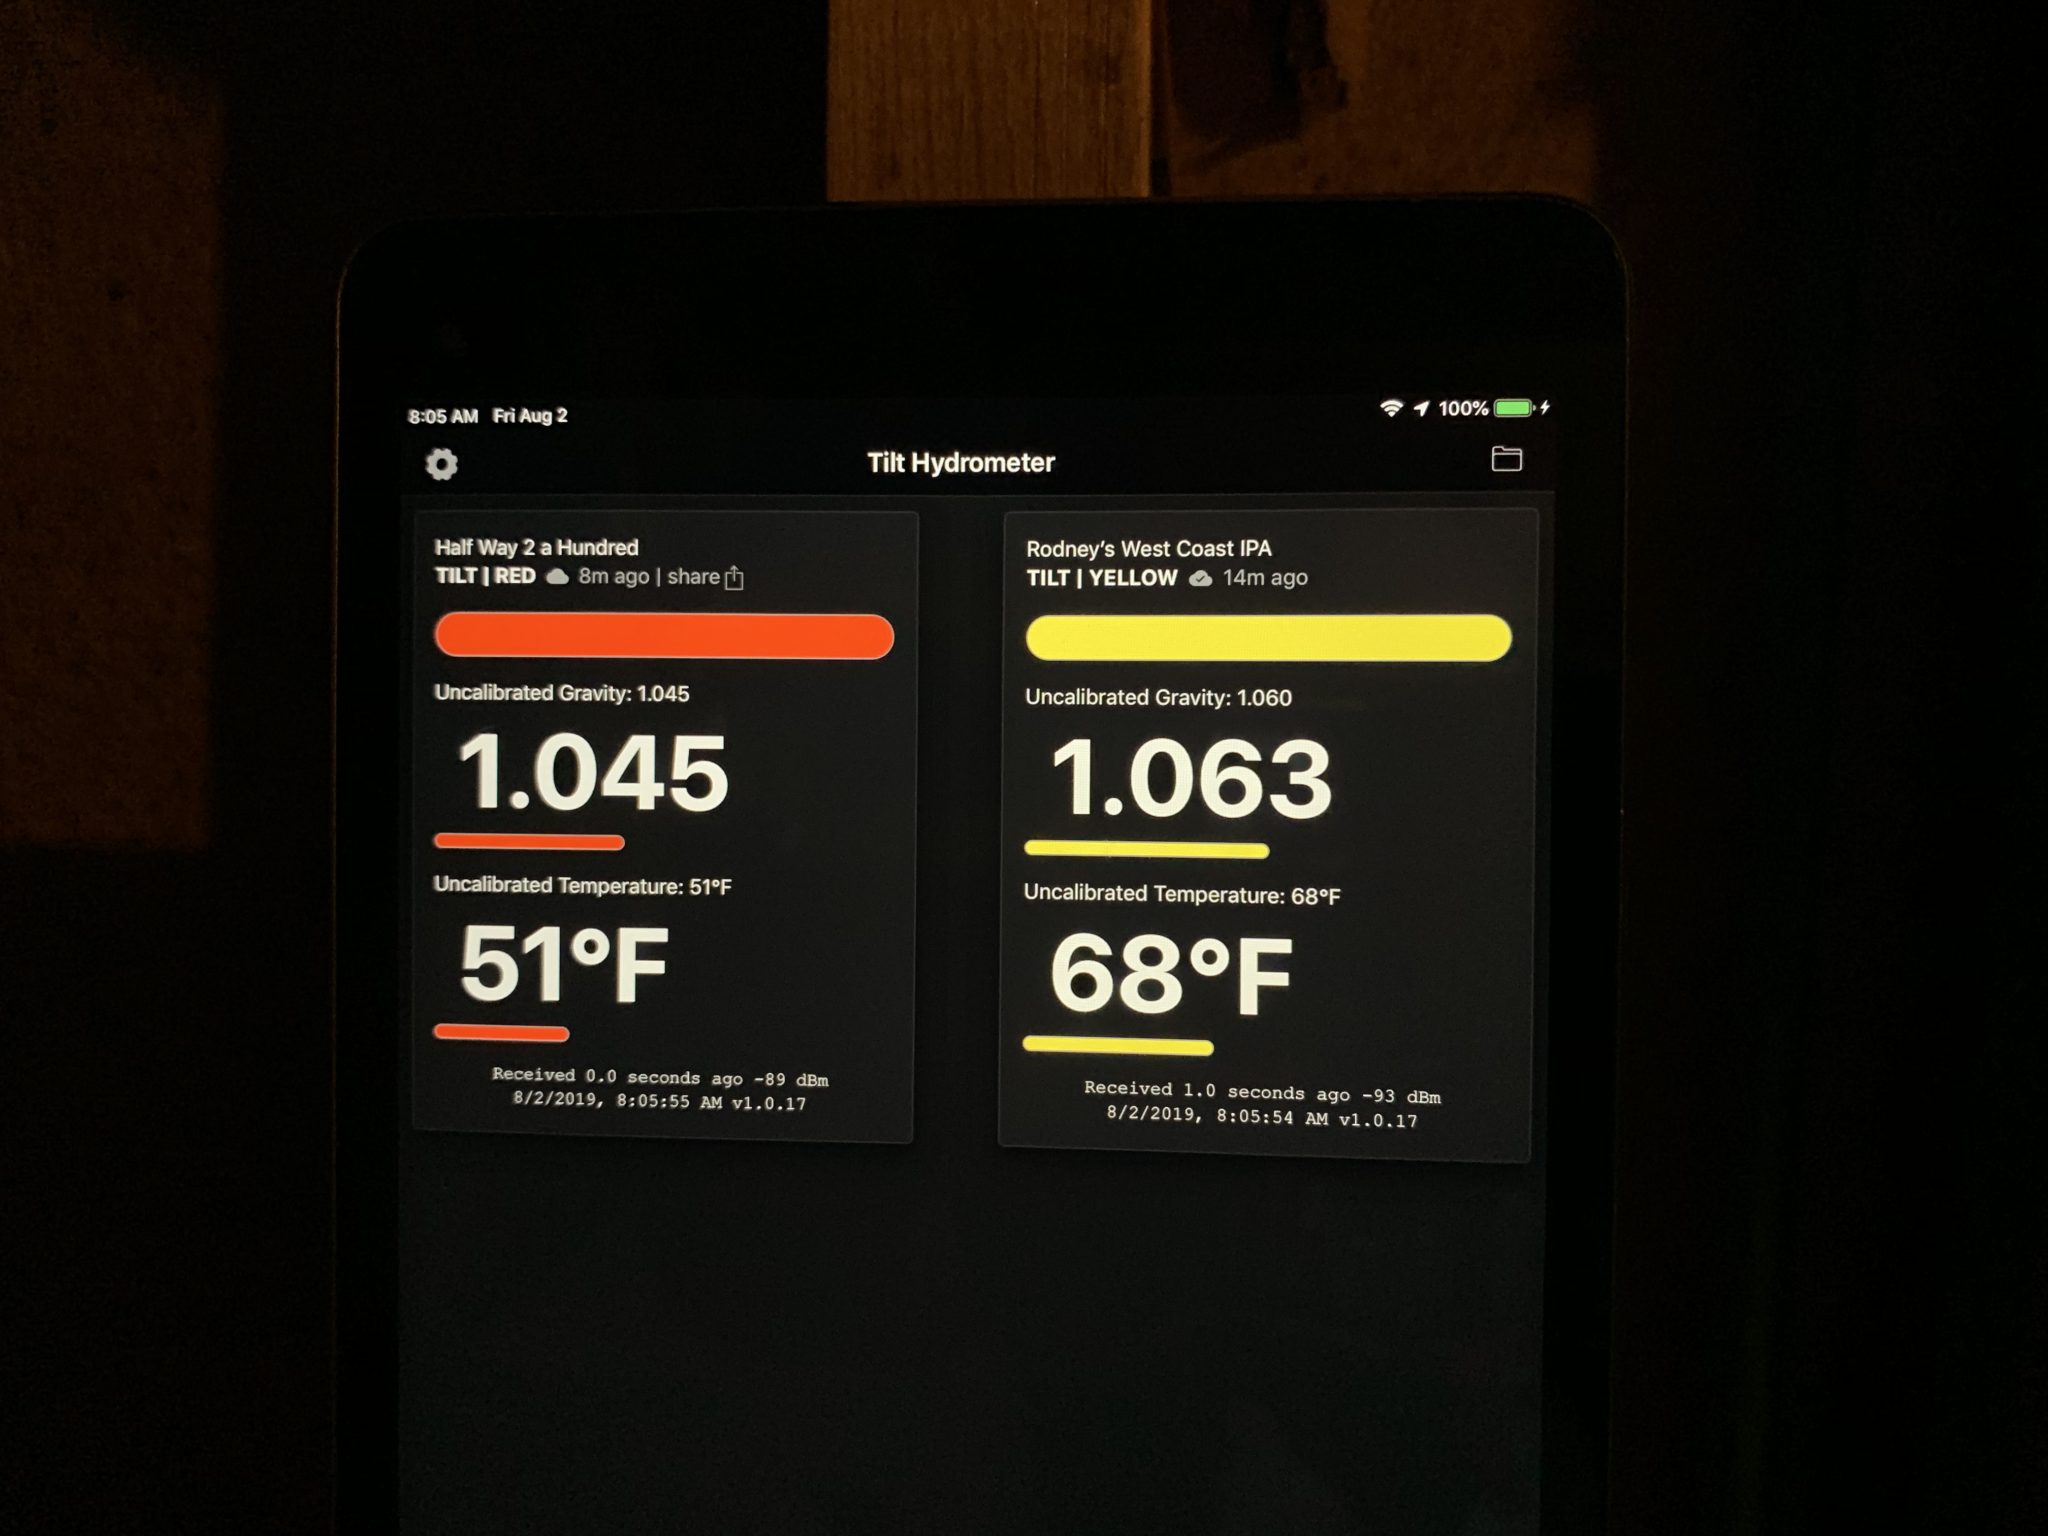 8:05 AM Fri Aug 2
100%
Tilt Hydrometer
Half Way 2 a Hundred
TILT | RED 8m ago | share
Uncalibrated Gravity: 1.045
1.045
Uncalibrated Temperature: 51°F
51°F
Received 0.0 seconds ago -89 dBm
8/2/2019, 8:05:55 AM v1.0.17
Rodney's West Coast IPA
TILT | YELLOW 14m ago
Uncalibrated Gravity: 1.060
1.063
Uncalibrated Temperature: 68°F
68°F
Received 1.0 seconds ago -93 dBm
8/2/2019, 8:05:54 AM v1.0.17